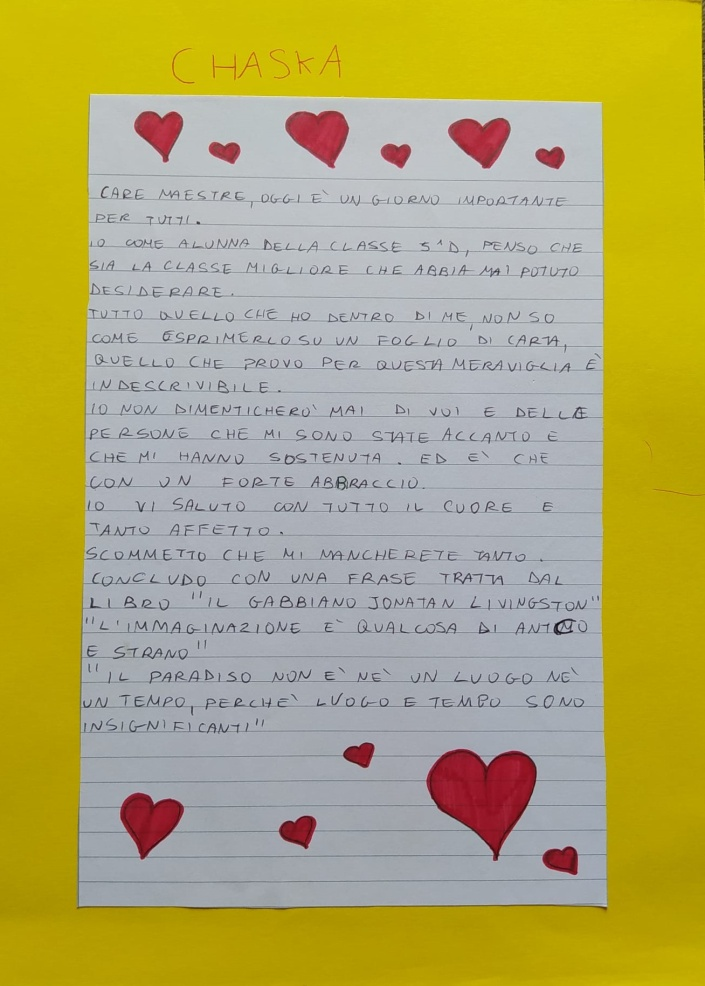 CHASKA
CARE MAESTRE, OGGI È UN GIORNO IMPORTANTE
PER TUTTI.
IO COME ALUNNA DELLA CLASSE 5^D, PENSO CHE
SIA LA CLASSE MIGLIORE CHE ABBIA MAI POTUTO
DESIDERARE.
TUTTO QUELLO CHE HO DENTRO DI ME, NON SO
COME ESPRIMERLO SU UN FOGLIO DI CARTA,
QUELLO CHE PROVO PER QUESTA MERAVIGLIA È
INDESCRIVIBILE.
IO NON DIMENTICHERÒ MAI DI VOI E DELLE
PERSONE CHE MI SONO STATE ACCANTO E
CHE MI HANNO SOSTENUTA. ED È CHE
CON UN FORTE ABBRACCIO.
IO VI SALUTO CON TUTTO IL CUORE E
TANTO AFFETTO.
SCOMMETTO CHE MI MANCHERETE TANTO.
CONCLUDO CON UNA FRASE TRATTA DAL
LIBRO "IL GABBIANO JONATAN LIVINGSTON"
"L'IMMAGINAZIONE È QUALCOSA DI
E STRANO"
"IL PARADISO NON È NÈ UN LUOGO NÈ
UN TEMPO, PERCHÈ LUOGO E TEMPO SONO
INSIGNIFICANTI"